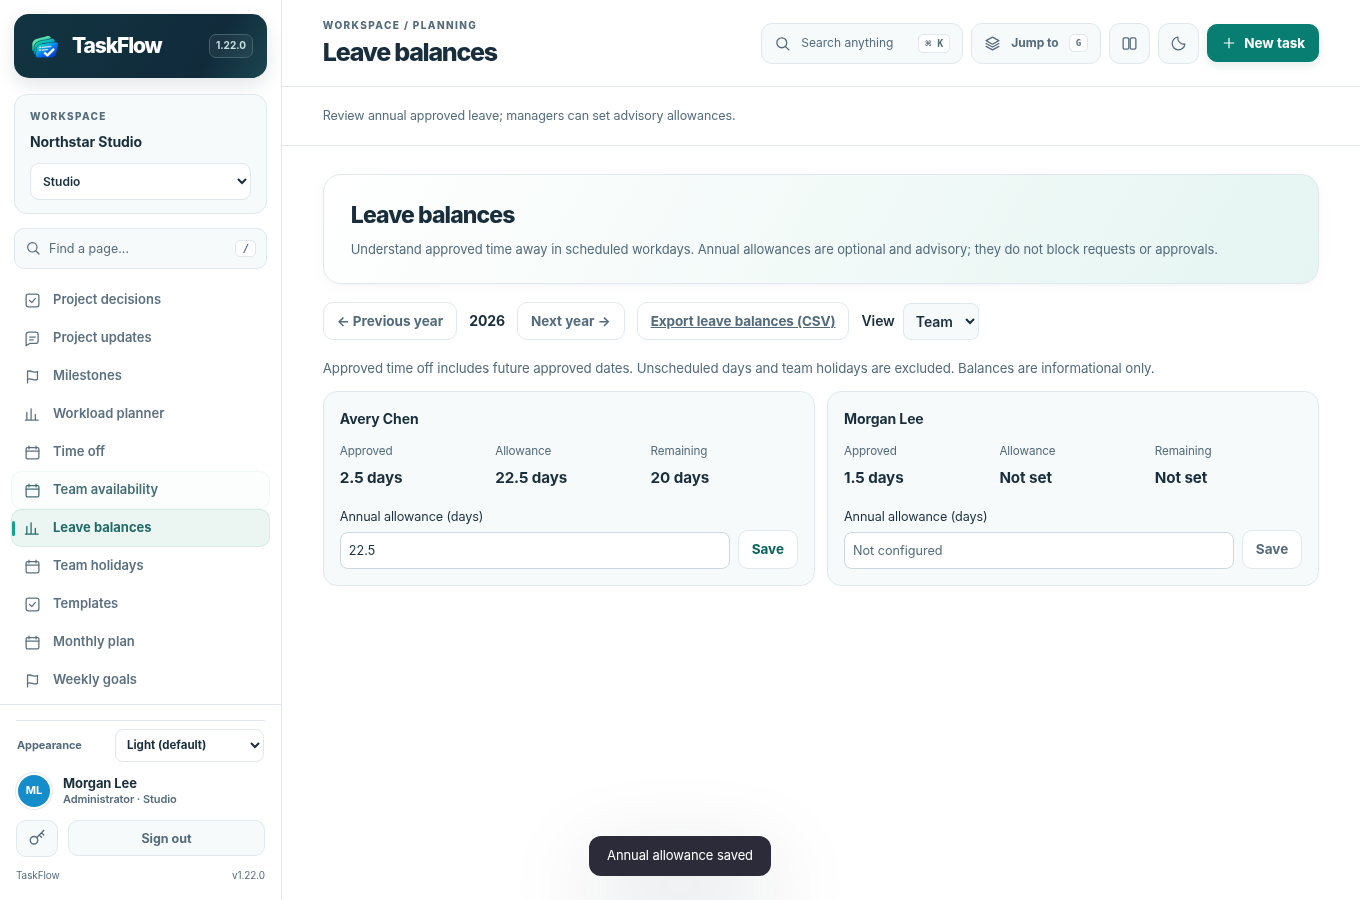 TaskFlow
1.22.0
WORKSPACE
Northstar Studio
Studio
Find a page...
/
Project decisions
Project updates
Milestones
Workload planner
Time off
Team availability
Leave balances
Team holidays
Templates
Monthly plan
Weekly goals
Appearance
Light (default)
ML
Morgan Lee
Administrator · Studio
Sign out
TaskFlow
v1.22.0
WORKSPACE / PLANNING
Leave balances
Search anything
⌘ K
Jump to
G
New task
Review annual approved leave; managers can set advisory allowances.
Leave balances
Understand approved time away in scheduled workdays. Annual allowances are optional and advisory; they do not block requests or approvals.
← Previous year
2026
Next year →
Export leave balances (CSV)
View
Team
Approved time off includes future approved dates. Unscheduled days and team holidays are excluded. Balances are informational only.
Avery Chen
Approved
Allowance
Remaining
2.5 days
22.5 days
20 days
Annual allowance (days)
22.5
Save
Morgan Lee
Approved
Allowance
Remaining
1.5 days
Not set
Not set
Annual allowance (days)
Not configured
Save
Annual allowance saved